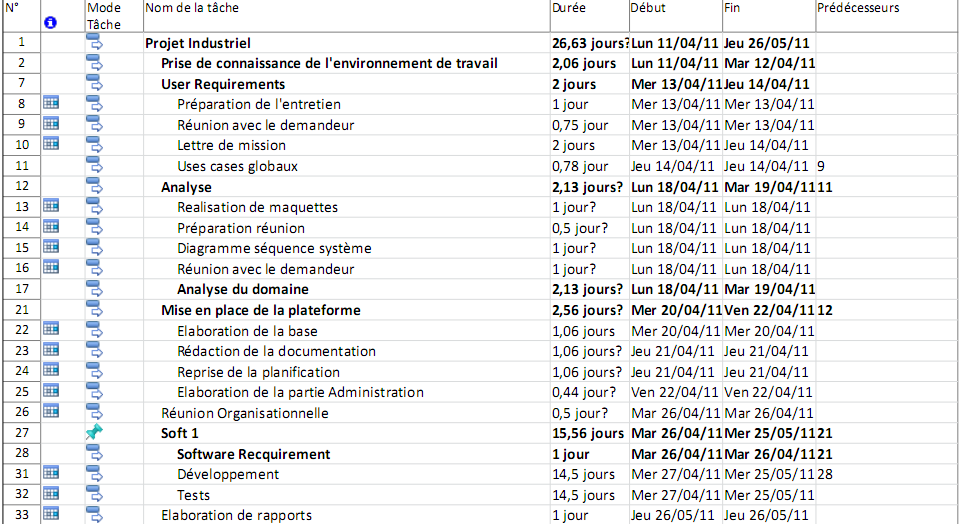 N° Mode Tâche Nom de la tâche Durée Début Fin Prédécesseurs
1 Projet Industriel 26,63 jours? Lun 11/04/11 Jeu 26/05/11
2 Prise de connaissance de l'environnement de travail 2,06 jours Lun 11/04/11 Mar 12/04/11
7 User Requirements 2 jours Mer 13/04/11 Jeu 14/04/11
8 Préparation de l'entretien 1 jour Mer 13/04/11 Mer 13/04/11
9 Réunion avec le demandeur 0,75 jour Mer 13/04/11 Mer 13/04/11
10 Lettre de mission 2 jours Mer 13/04/11 Jeu 14/04/11
11 Uses cases globaux 0,78 jour Jeu 14/04/11 Jeu 14/04/11 9
12 Analyse 2,13 jours? Lun 18/04/11 Mar 19/04/11 11
13 Realisation de maquettes 1 jour? Lun 18/04/11 Lun 18/04/11
14 Préparation réunion 0,5 jour? Lun 18/04/11 Lun 18/04/11
15 Diagramme séquence système 1 jour? Lun 18/04/11 Lun 18/04/11
16 Réunion avec le demandeur 1 jour? Lun 18/04/11 Lun 18/04/11
17 Analyse du domaine 2,13 jours? Lun 18/04/11 Mar 19/04/11
21 Mise en place de la plateforme 2,56 jours? Mer 20/04/11 Ven 22/04/11 12
22 Elaboration de la base 1,06 jours Mer 20/04/11 Mer 20/04/11
23 Rédaction de la documentation 1,06 jours? Jeu 21/04/11 Jeu 21/04/11
24 Reprise de la planification 1,06 jours? Jeu 21/04/11 Jeu 21/04/11
25 Elaboration de la partie Administration 0,44 jour? Ven 22/04/11 Ven 22/04/11
26 Réunion Organisationnelle 0,5 jour? Mar 26/04/11 Mar 26/04/11
27 Soft 1 15,56 jours Mar 26/04/11 Mer 25/05/11 21
28 Software Recquirement 1 jour Mar 26/04/11 Mar 26/04/11 21
31 Développement 14,5 jours Mer 27/04/11 Mer 25/05/11 28
32 Tests 14,5 jours Mer 27/04/11 Mer 25/05/11
33 Elaboration de rapports 1 jour Jeu 26/05/11 Jeu 26/05/11